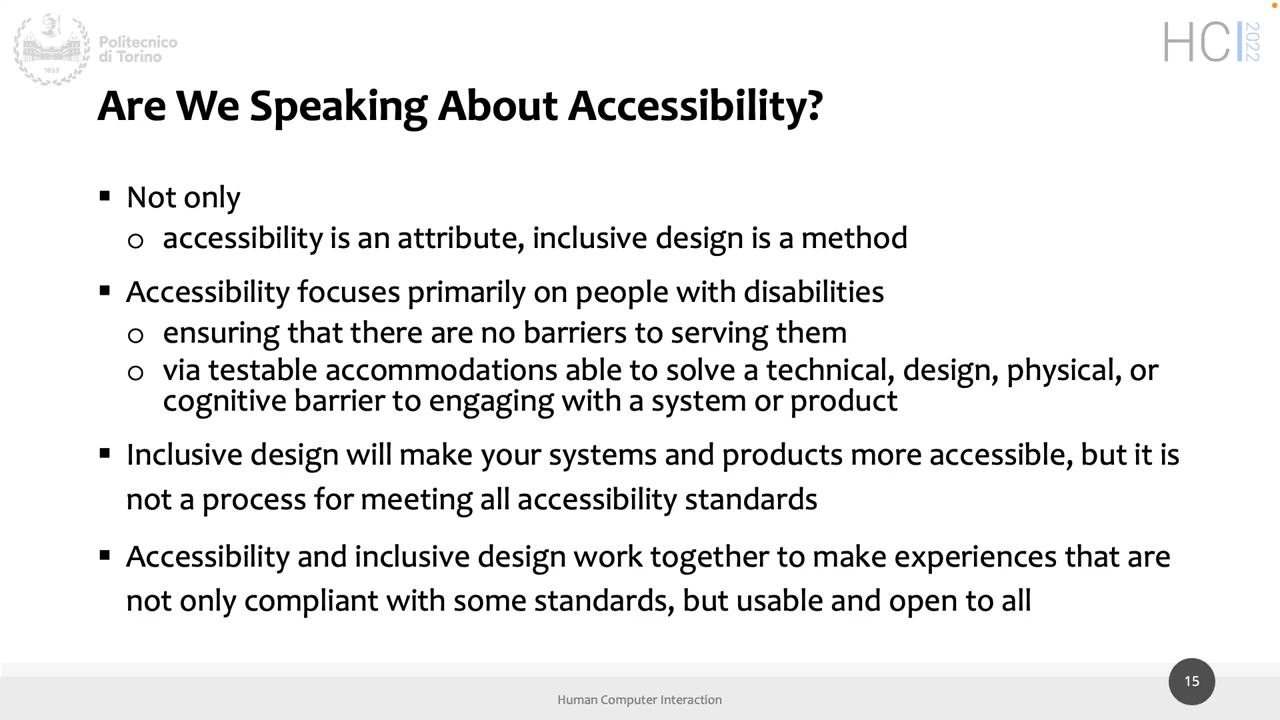 Politecnico
di Torino
1859
HCI 2022
Are We Speaking About Accessibility?
▪ Not only
o accessibility is an attribute, inclusive design is a method
▪ Accessibility focuses primarily on people with disabilities
o ensuring that there are no barriers to serving them
o via testable accommodations able to solve a technical, design, physical, or
cognitive barrier to engaging with a system or product
▪ Inclusive design will make your systems and products more accessible, but it is
not a process for meeting all accessibility standards
▪ Accessibility and inclusive design work together to make experiences that are
not only compliant with some standards, but usable and open to all
Human Computer Interaction
15